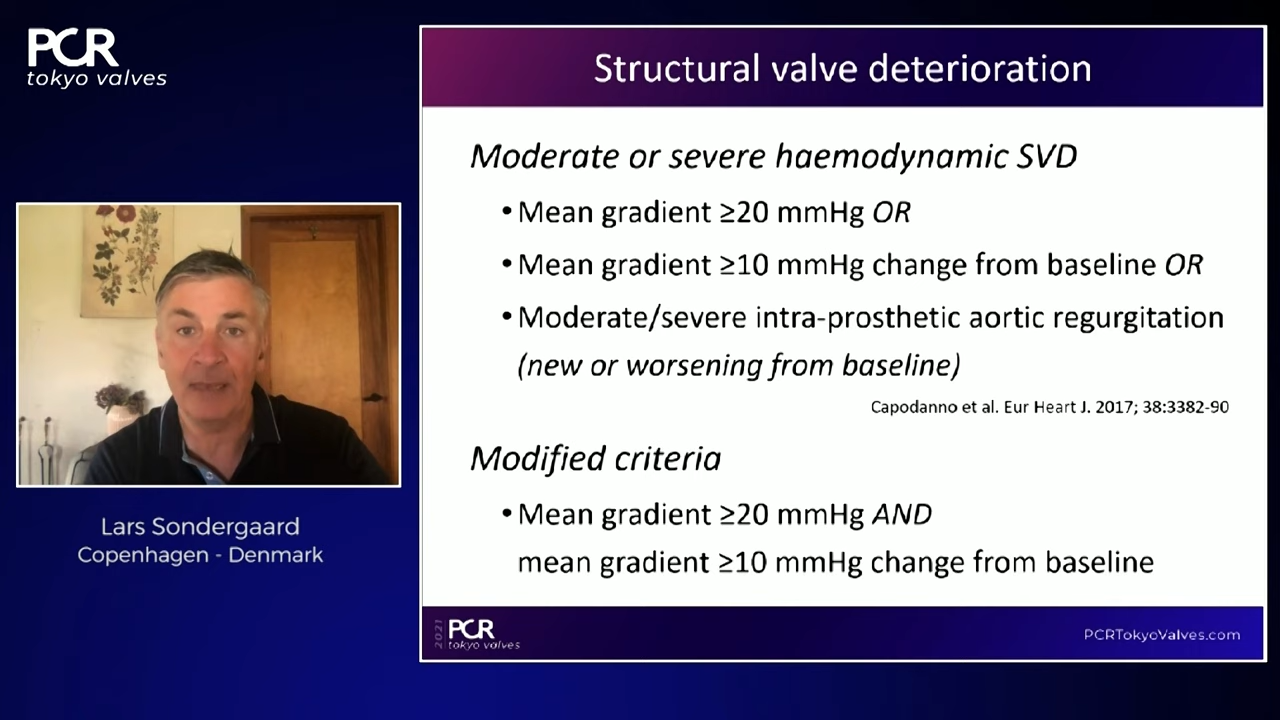 PCR
tokyo valves
Structural valve deterioration
Moderate or severe haemodynamic SVD
• Mean gradient ≥20 mmHg OR
• Mean gradient ≥10 mmHg change from baseline OR
• Moderate/severe intra-prosthetic aortic regurgitation
(new or worsening from baseline)
Capodanno et al. Eur Heart J. 2017; 38:3382-90
Modified criteria
• Mean gradient ≥20 mmHg AND
mean gradient ≥10 mmHg change from baseline
Lars Sondergaard
Copenhagen - Denmark
2021
PCR
tokyo valves
PCRTokyoValves.com